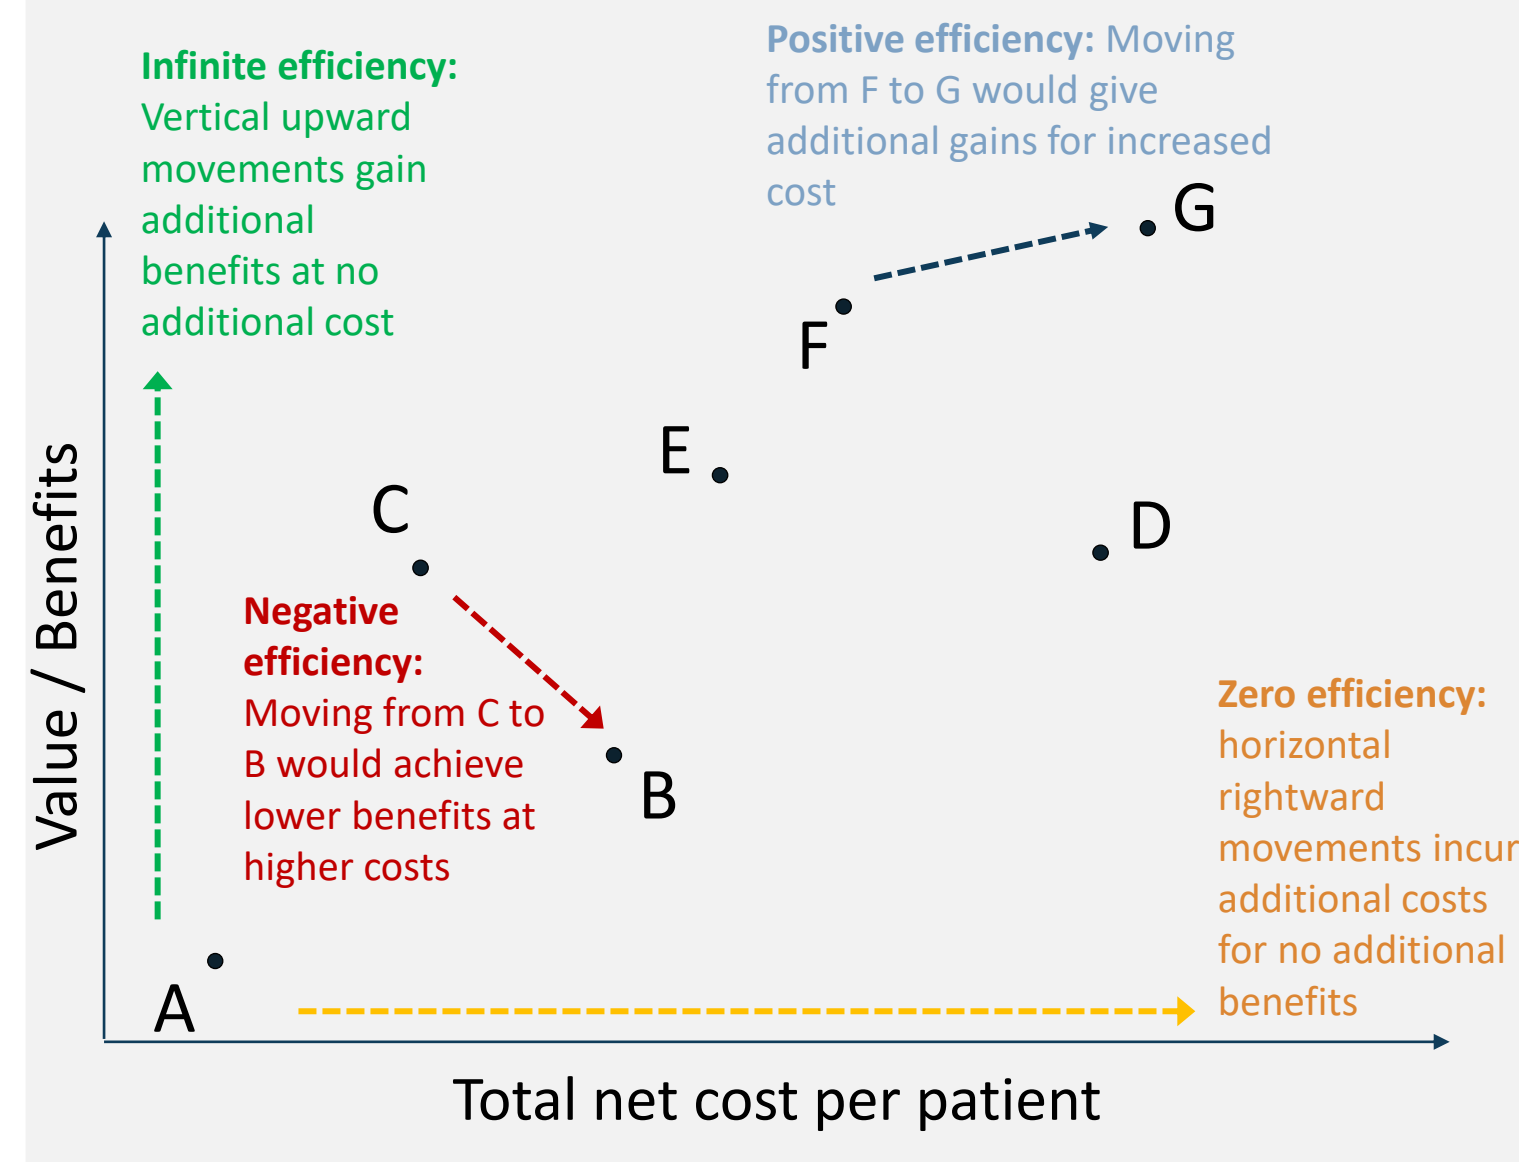 Infinite efficiency:
Vertical upward
movements gain
additional
benefits at no
additional cost
Positive efficiency: Moving
from F to G would give
additional gains for increased
cost
G
F
E
C
D
Negative
efficiency:
Moving from C to
B would achieve
lower benefits at
higher costs
B
Zero efficiency:
horizontal
rightward
movements incur
additional costs
for no additional
benefits
A
Value / Benefits
Total net cost per patient